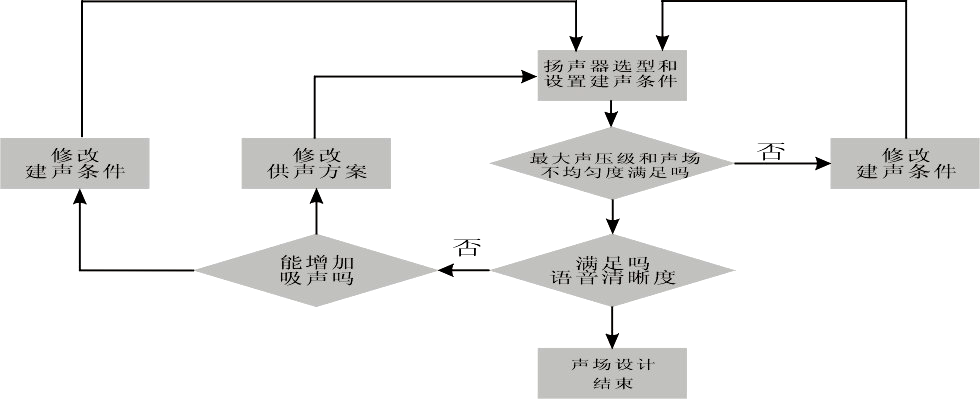 扬声器选型和
设置建声条件
修改
建声条件
修改
供声方案
最大声压级和声场
不均匀度满足吗
否
修改
建声条件
否
能增加
吸声吗
满足吗
语音清晰度
声场设计
结束